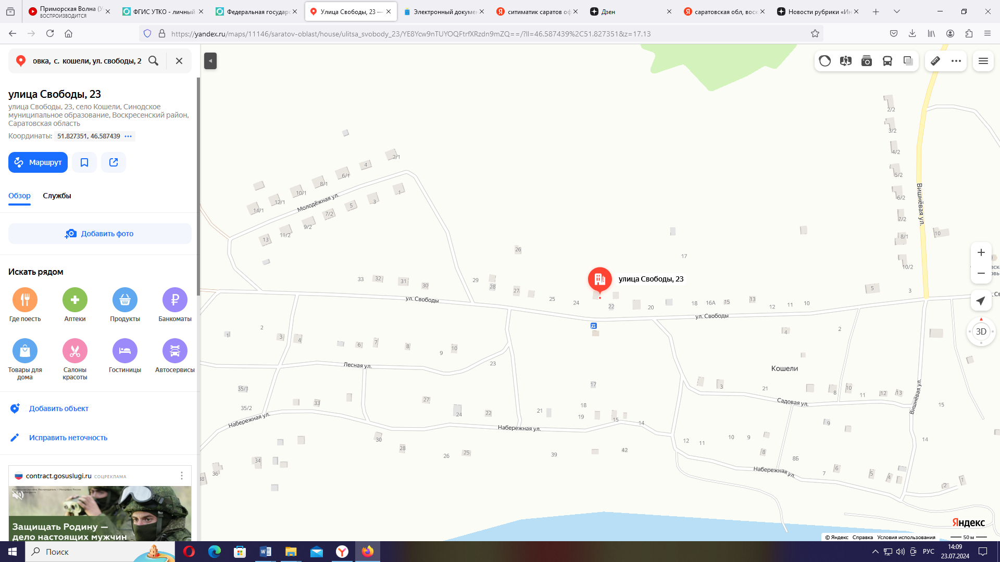 Приморская Волна (У
ВОСПРОИЗВОДИТСЯ
ФГИС УТКО - личный
Федеральная государс
Улица Свободы, 23 —
Электронный докумен
ситиматик саратов оф
Дзен
саратовская обл, воск
Новости рубрики «Ин
https://yandex.ru/maps/11146/saratov-oblast/house/ulitsa_svobody_23/YE8Ycw9nTUYOQFtrfXRzdn9mZQ==/?ll=46.587439%2C51.827351&z=17.13
овка, с. кошели, ул. свободы, 2
улица Свободы, 23
улица Свободы, 23, село Кошели, Синодское
муниципальное образование, Воскресенский район,
Саратовская область
Координаты: 51.827351, 46.587439
Маршрут
Обзор
Службы
Добавить фото
Искать рядом
Где поесть
Аптеки
Продукты
Банкоматы
Товары для
дома
Салоны
красоты
Гостиницы
Автосервисы
Добавить объект
Исправить неточность
contract.gosuslugi.ru СОЦРЕКЛАМА
Защищать Родину —
дело настоящих мужчин
2/2
3/2
4/2
5/2
6/2
7/2
8/1
10/2
10
Вишнёвая ул.
2/1
4
6/1
8/1
10/1
12/1
14/1
Молодёжная ул.
1
3
5
7/2
9/2
11/2
13
26
17
33
32
31
30
29
28
27
25
24
улица Свободы, 23
22
20
18
16А
15
13
12
11
10
5
3
ул. Свободы
ул. Свободы
1
2
3
4
6
7
8
9
10
23
4
2
Лесная ул.
Кошели
35/1
35/2
33
27
24
22
21
17
18
19
15
14
3
21
8
10
11
12
13
15
Садовая ул.
Вишнёвая ул.
Набережная ул.
Набережная ул.
30
28
26
25
39
42
12
11
10
9
8
9
8Б
14
34
36
38
Набережная ул.
7
6
5
4
2
1
3D
Яндекс
© Яндекс Справка Условия использования
50 м
Поиск
РУС
14:09
23.07.2024